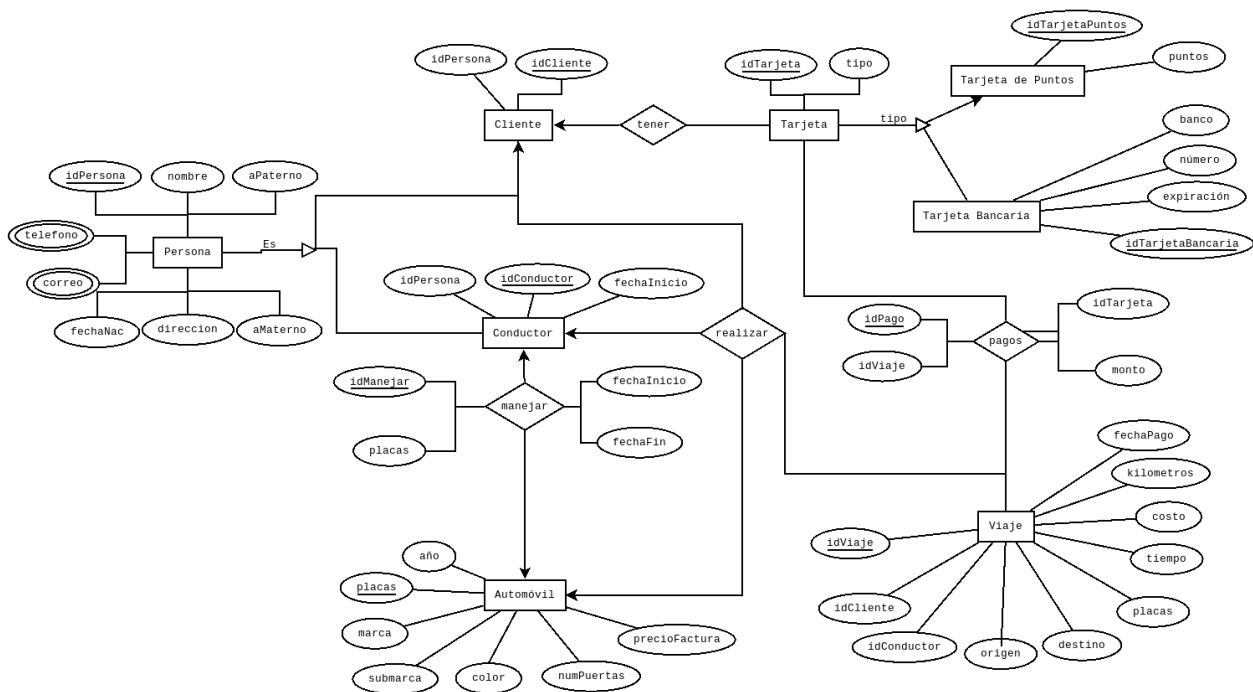 idTarjetaPuntos
idPersona
idCliente
idTarjeta
tipo
puntos
Tarjeta de Puntos
Cliente
tener
Tarjeta
tipo
banco
número
expiración
Tarjeta Bancaria
idTarjetaBancaria
idPersona
nombre
aPaterno
telefono
Persona
Es
correo
fechaNac
direccion
aMaterno
idPersona
idConductor
fechaInicio
Conductor
realizar
idPago
idTarjeta
pagos
idViaje
monto
idManejar
fechaInicio
manejar
placas
fechaFin
fechaPago
kilometros
costo
Viaje
idViaje
tiempo
idCliente
placas
idConductor
origen
destino
año
placas
Automóvil
marca
precioFactura
submarca
color
numPuertas